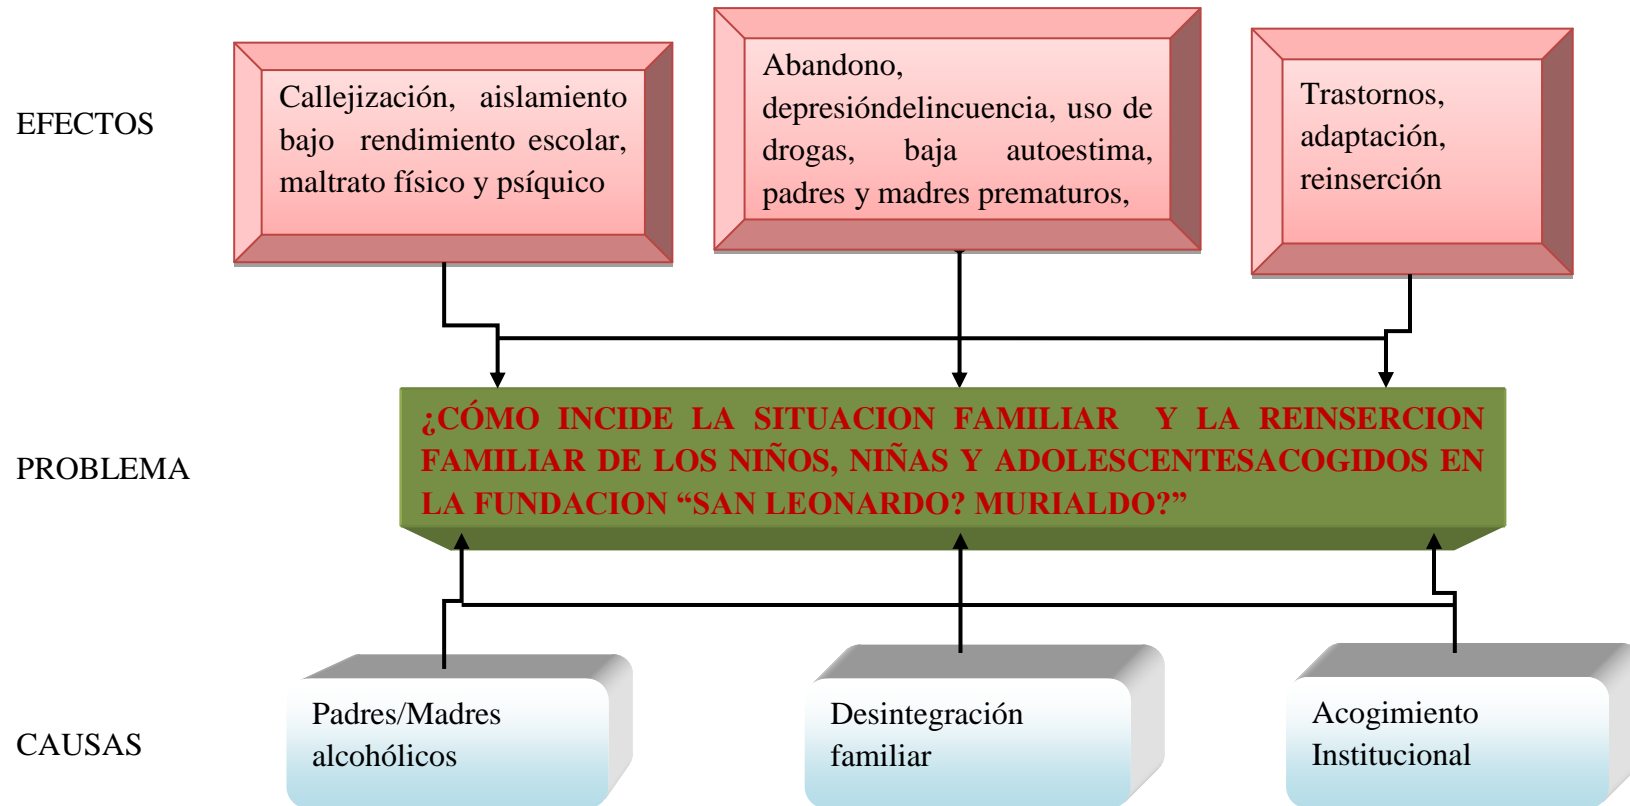 EFECTOS
Callejización, aislamiento
bajo rendimiento escolar,
maltrato físico y psíquico
Abandono,
depresióndelincuencia, uso de
drogas, baja autoestima,
padres y madres prematuros,
Trastornos,
adaptación,
reinserción
PROBLEMA
¿CÓMO INCIDE LA SITUACION FAMILIAR Y LA REINSERCION
FAMILIAR DE LOS NIÑOS, NIÑAS Y ADOLESCENTESACOGIDOS EN
LA FUNDACION “SAN LEONARDO? MURIALDO?”
CAUSAS
Padres/Madres
alcohólicos
Desintegración
familiar
Acogimiento
Institucional